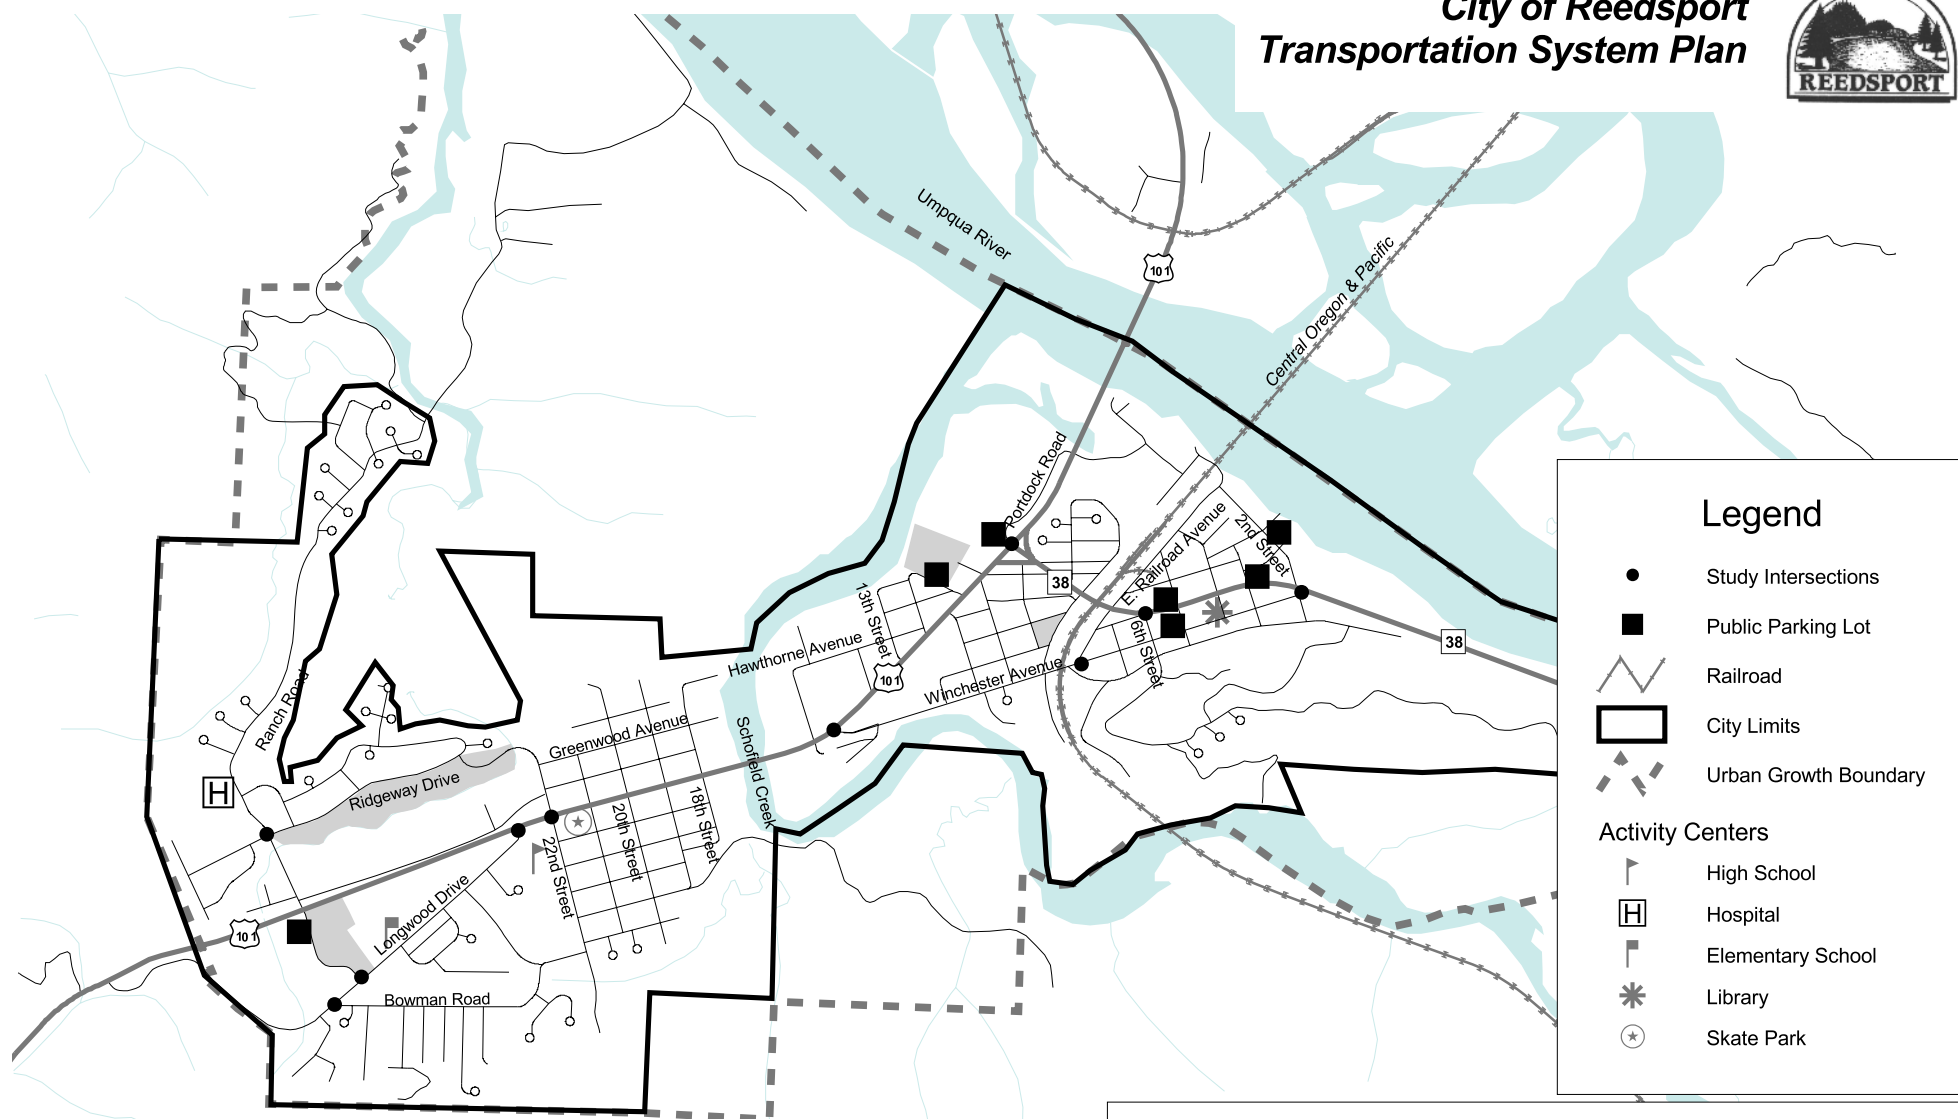 City of Reedsport
Transportation System Plan
REEDSPORT
Umpqua River
101
Central Oregon & Pacific
Portdock Road
E. Railroad Avenue
2nd Street
38
13th Street
6th Street
38
Hawthorne Avenue
101
Winchester Avenue
Ranch Road
Greenwood Avenue
Schofield Creek
Ridgeway Drive
H
18th Street
20th Street
22nd Street
Longwood Drive
101
Bowman Road
Legend
Study Intersections
Public Parking Lot
Railroad
City Limits
Urban Growth Boundary
Activity Centers
High School
H Hospital
Elementary School
Library
Skate Park